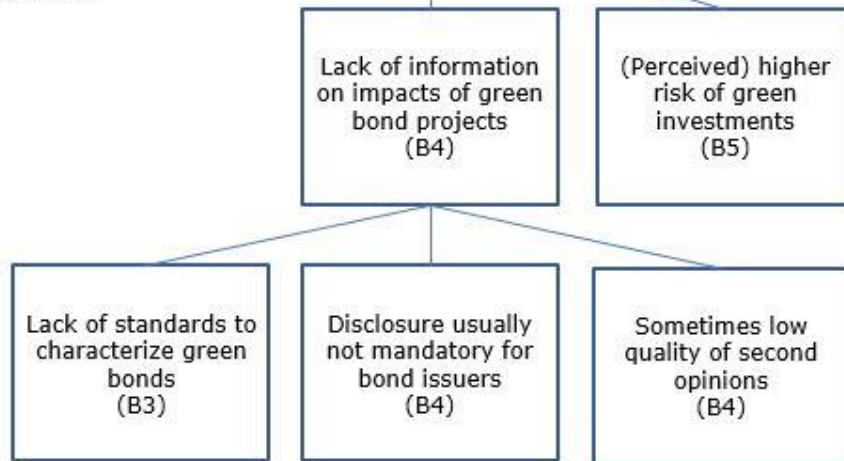 Lack of information
on impacts of green
bond projects
(B4)
(Perceived) higher
risk of green
investments
(B5)
Lack of standards to
characterize green
bonds
(B3)
Disclosure usually
not mandatory for
bond issuers
(B4)
Sometimes low
quality of second
opinions
(B4)